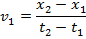 v₁ = (x₂ − x₁) / (t₂ − t₁)